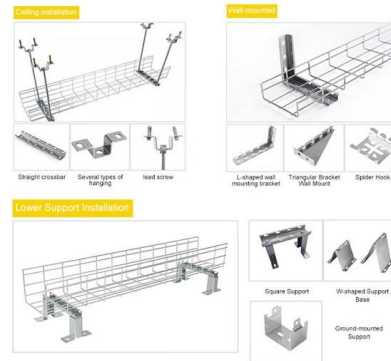 Ceiling installation
Wall-mounted
Straight crossbar
Several types of
hanging
lead screw
L-shaped wall
mounting bracket
Triangular Bracket
Wall Mount
Spider Hook
Lower Support Installation
Square Support
W-shaped Support
Base
Ground-mounted
Support